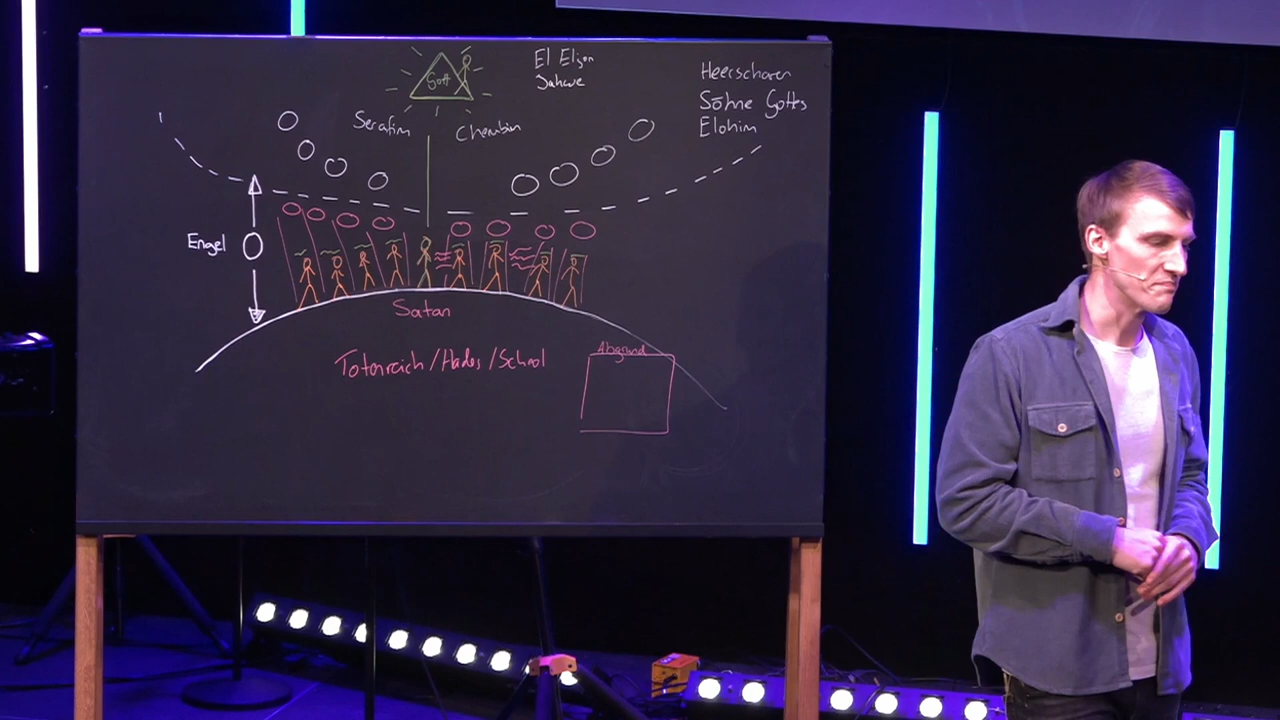 Gott
El Eljon
Jahwe
Heerscharen
Söhne Gottes
Elohim
Serafim
Cherubim
Engel
Satan
Totenreich/Hades/Scheol
Abgrund